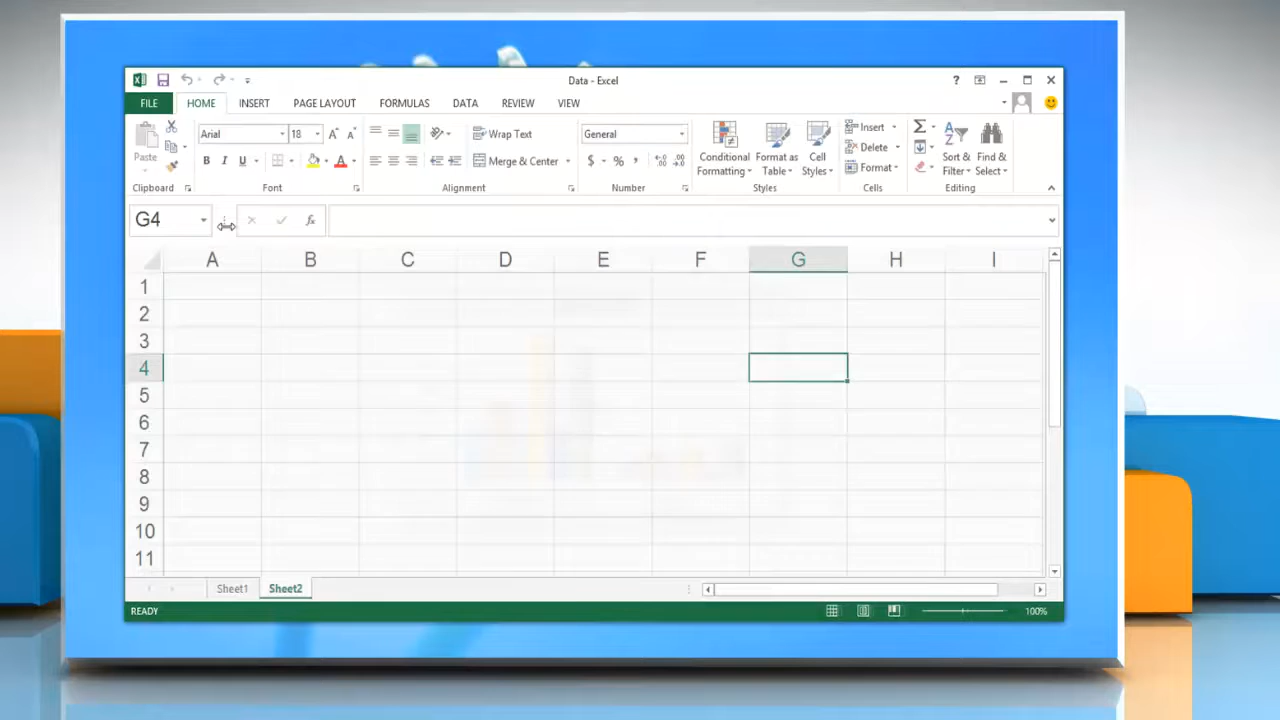 Data - Excel
FILE HOME INSERT PAGE LAYOUT FORMULAS DATA REVIEW VIEW
Arial 18 Wrap Text General Insert
Paste B I U Merge & Center $ % , Conditional Formatting Format as Table Cell Styles Delete Sort & Filter Find & Select
Format
Clipboard Font Alignment Number Styles Cells Editing
G4 fx
A B C D E F G H I
1
2
3
4
5
6
7
8
9
10
11
Sheet1 Sheet2
READY 100%